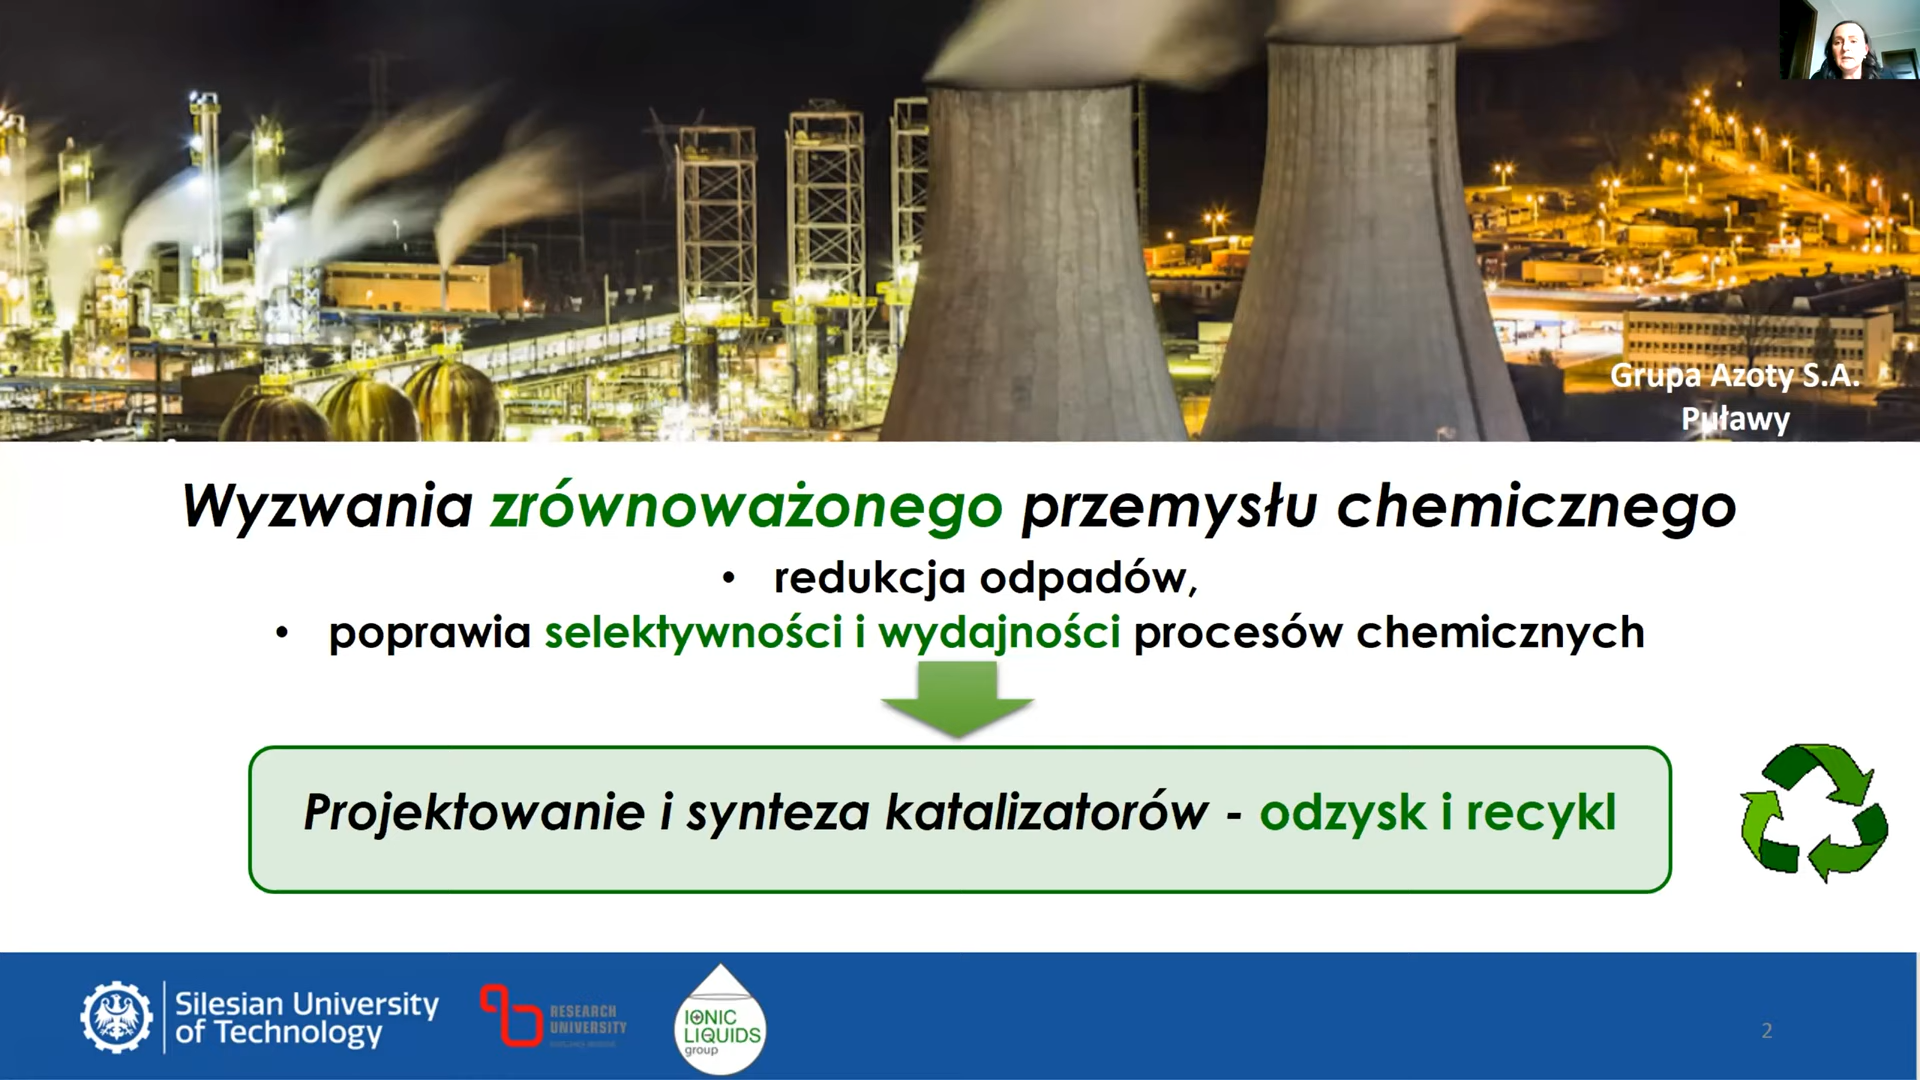 Grupa Azoty S.A.
Puławy
Wyzwania zrównoważonego przemysłu chemicznego
• redukcja odpadów,
• poprawia selektywności i wydajności procesów chemicznych
Projektowanie i synteza katalizatorów - odzysk i recykl
Silesian University
of Technology
RESEARCH
UNIVERSITY
IONIC
LIQUIDS
group
2